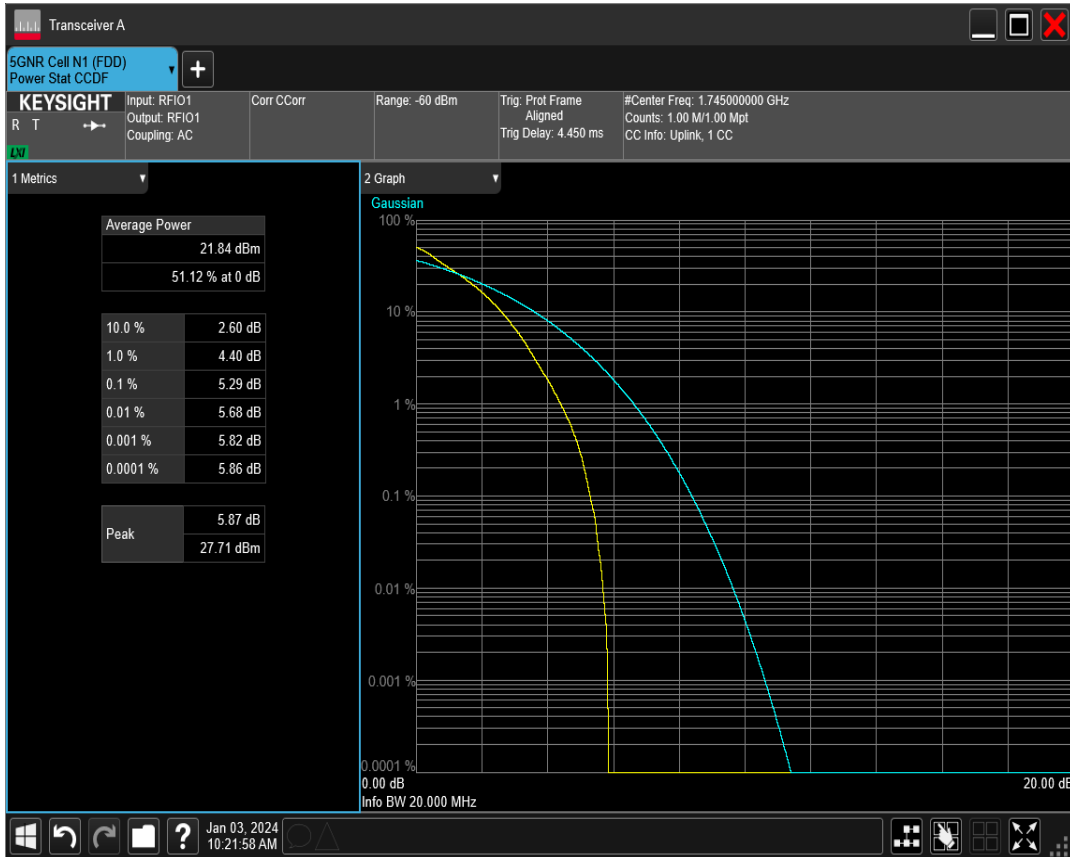 Transceiver A
5GNR Cell N1 (FDD)
Power Stat CCDF
+
KEYSIGHT
R T
LXI
Input: RFIO1
Output: RFIO1
Coupling: AC
Corr CCorr
Range: -60 dBm
Trig: Prot Frame
Aligned
Trig Delay: 4.450 ms
#Center Freq: 1.745000000 GHz
Counts: 1.00 M/1.00 Mpt
CC Info: Uplink, 1 CC
1 Metrics
Average Power
21.84 dBm
51.12 % at 0 dB
10.0 % 2.60 dB
1.0 % 4.40 dB
0.1 % 5.29 dB
0.01 % 5.68 dB
0.001 % 5.82 dB
0.0001 % 5.86 dB
Peak 5.87 dB
27.71 dBm
2 Graph
Gaussian
100 %
10 %
1 %
0.1 %
0.01 %
0.001 %
0.0001 %
0.00 dB 20.00 dB
Info BW 20.000 MHz
?
Jan 03, 2024
10:21:58 AM